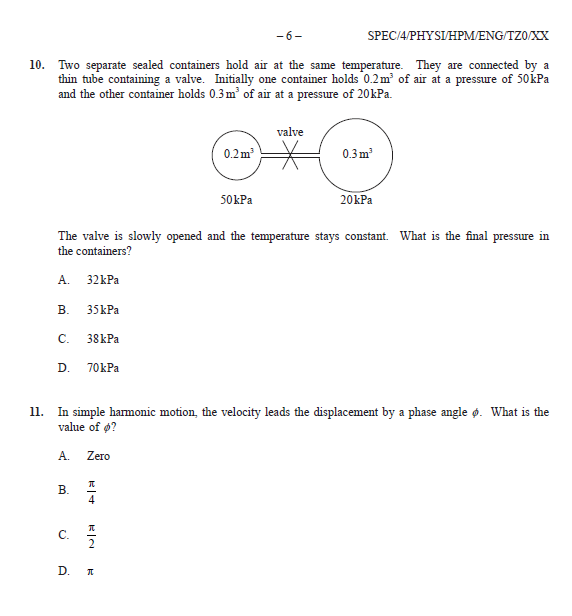 – 6 –
SPEC/4/PHYSI/HPM/ENG/TZ0/XX
10. Two separate sealed containers hold air at the same temperature. They are connected by a
thin tube containing a valve. Initially one container holds 0.2 m³ of air at a pressure of 50 kPa
and the other container holds 0.3 m³ of air at a pressure of 20 kPa.
valve
0.2 m³
0.3 m³
50 kPa
20 kPa
The valve is slowly opened and the temperature stays constant. What is the final pressure in
the containers?
A. 32 kPa
B. 35 kPa
C. 38 kPa
D. 70 kPa
11. In simple harmonic motion, the velocity leads the displacement by a phase angle ϕ. What is the
value of ϕ?
A. Zero
B. π/4
C. π/2
D. π